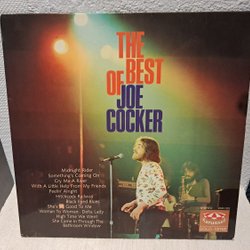 THE
BEST
OF
JOE
COCKER
Midnight Rider
Something's Coming On
Cry Me A River
With A Little Help From My Friends
Feelin' Alright
Hitchcock Railway
Black Eyed Blues
She's So Good To Me
Woman To Woman, Delta Lady
High Time We Went
She Came In Through The
Bathroom Window